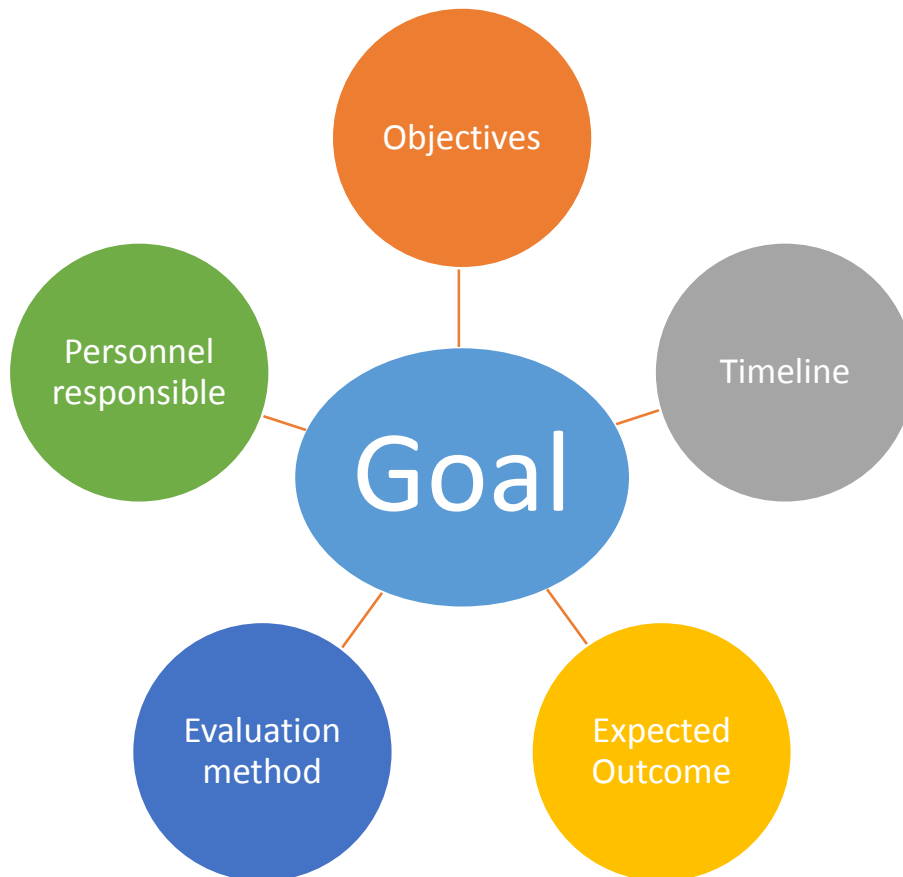 Objectives
Personnel
responsible
Timeline
Goal
Evaluation
method
Expected
Outcome